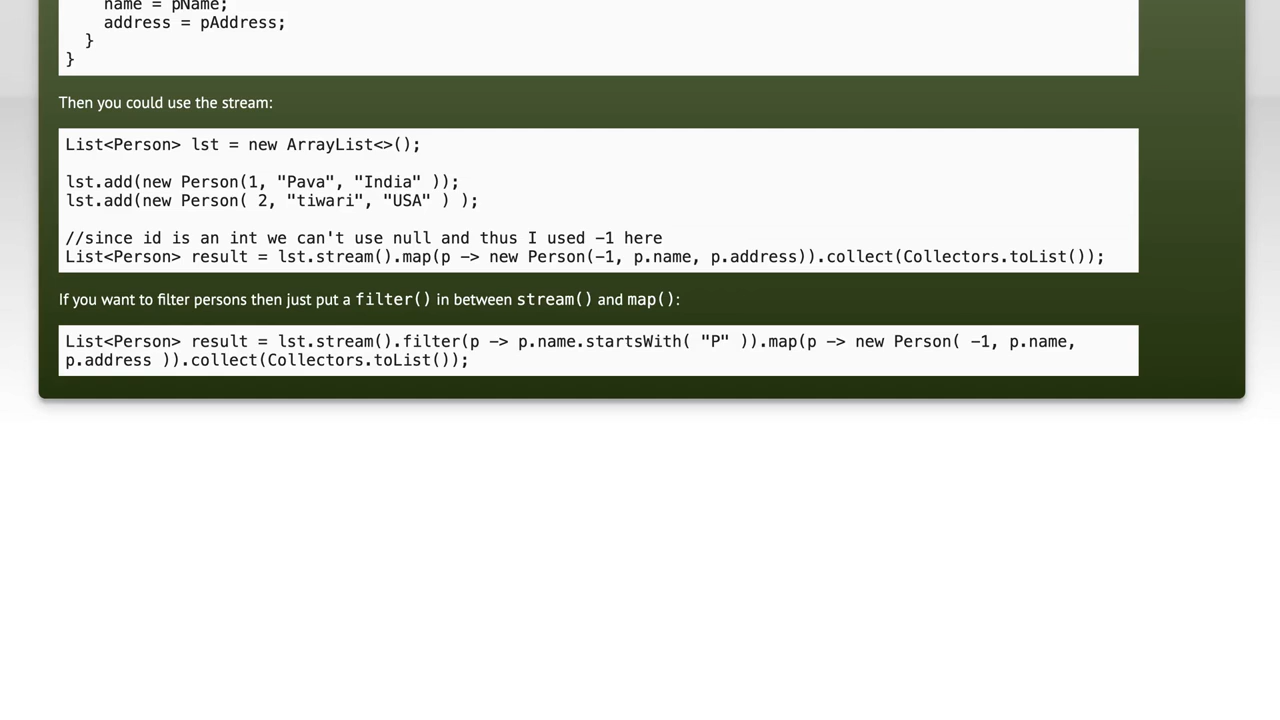 name = pName;
address = pAddress;
}
}
Then you could use the stream:
List<Person> lst = new ArrayList<>();
lst.add(new Person(1, "Pava", "India" ));
lst.add(new Person( 2, "tiwari", "USA" ) );
//since id is an int we can't use null and thus I used -1 here
List<Person> result = lst.stream().map(p -> new Person(-1, p.name, p.address)).collect(Collectors.toList());
If you want to filter persons then just put a filter() in between stream() and map():
List<Person> result = lst.stream().filter(p -> p.name.startsWith( "P" )).map(p -> new Person( -1, p.name,
p.address )).collect(Collectors.toList());